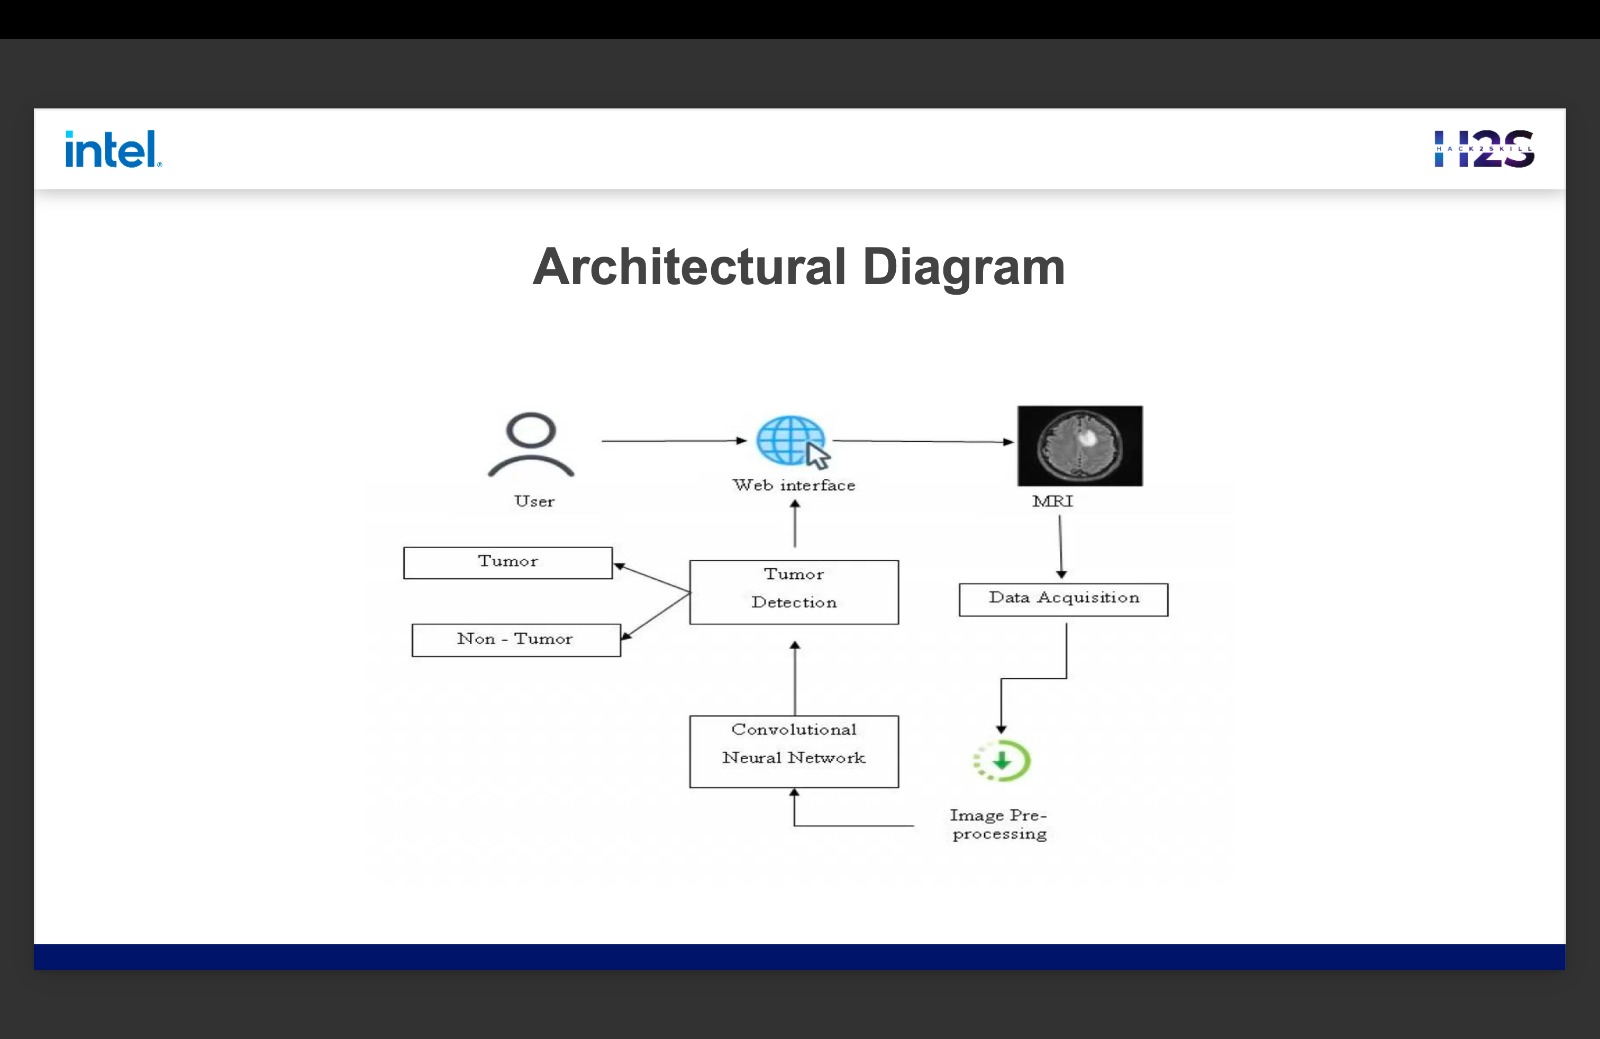 intel.
H2S
HACK2SKILL
Architectural Diagram
User
Web interface
MRI
Tumor
Tumor
Detection
Data Acquisition
Non - Tumor
Convolutional
Neural Network
Image Pre-
processing